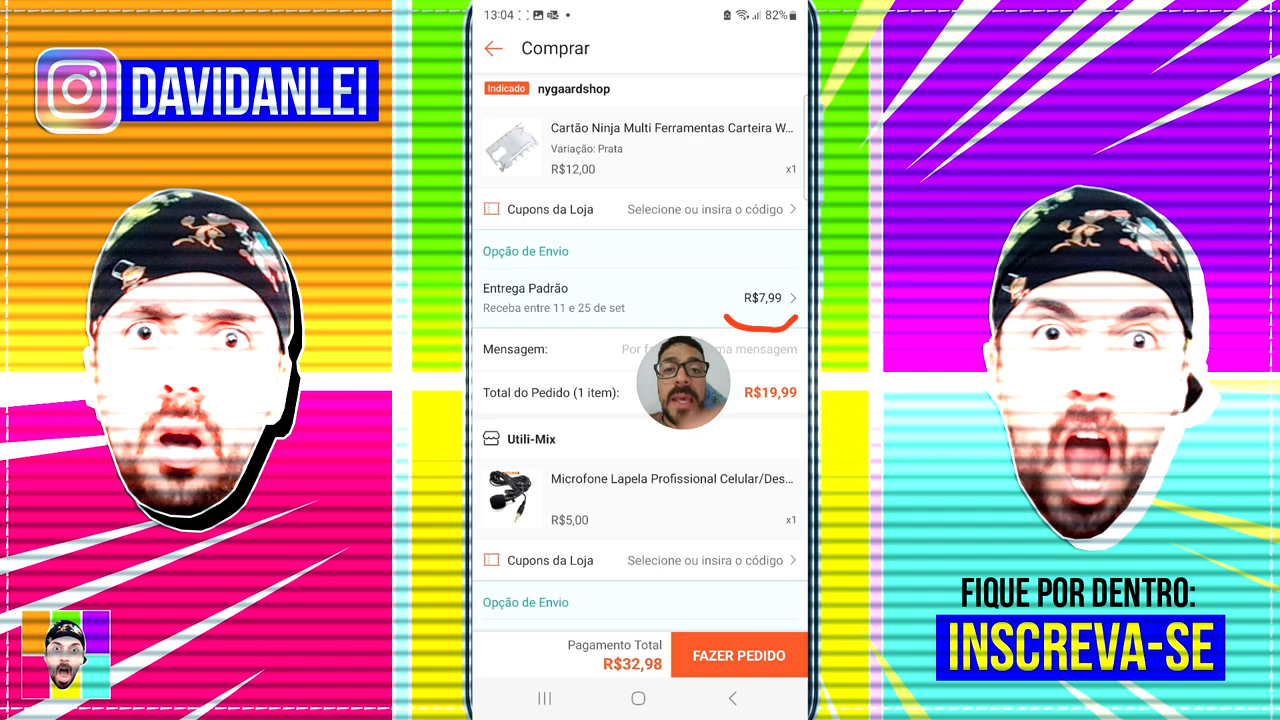 DAVIDANLEI
13:04
82%
Comprar
Indicado nygaardshop
Cartão Ninja Multi Ferramentas Carteira W...
Variação: Prata
R$12,00 x1
Cupons da Loja Selecione ou insira o código
Opção de Envio
Entrega Padrão
R$7,99
Receba entre 11 e 25 de set
Mensagem: Por ma mensagem
Total do Pedido (1 item): R$19,99
Utili-Mix
Microfone Lapela Profissional Celular/Des...
R$5,00 x1
Cupons da Loja Selecione ou insira o código
Opção de Envio
Pagamento Total
R$32,98
FAZER PEDIDO
FIQUE POR DENTRO:
INSCREVA-SE